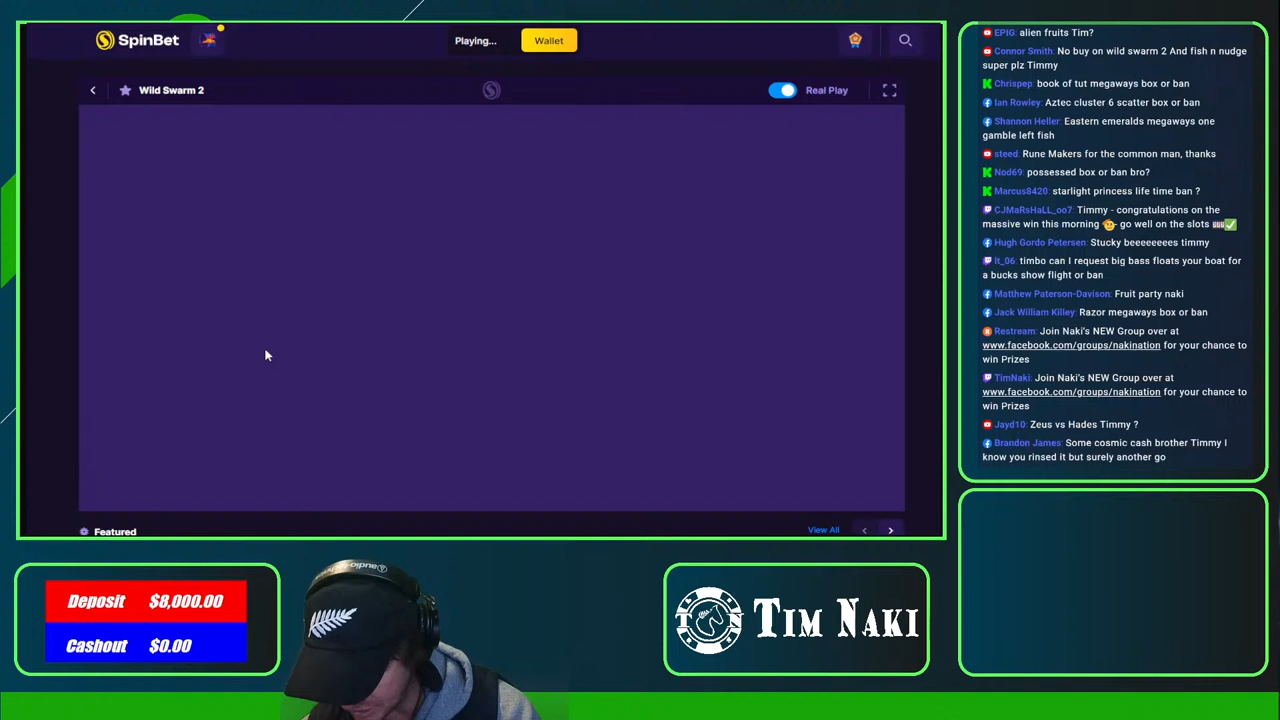 SpinBet
Playing...
Wallet
Wild Swarm 2
Real Play
Featured
View All
EPIG: alien fruits Tim?
Connor Smith: No buy on wild swarm 2 And fish n nudge
super plz Timmy
Chrispep: book of tut megaways box or ban
Ian Rowley: Aztec cluster 6 scatter box or ban
Shannon Heller: Eastern emeralds megaways one
gamble left fish
steed: Rune Makers for the common man, thanks
Nod69: possessed box or ban bro?
Marcus8420: starlight princess life time ban ?
CJMaRsHaLL_oo7: Timmy - congratulations on the
massive win this morning 🫡- go well on the slots 🎰✅
Hugh Gordo Petersen: Stucky beeeeeeees timmy
lt_06: timbo can I request big bass floats your boat for
a bucks show flight or ban
Matthew Paterson-Davison: Fruit party naki
Jack William Killey: Razor megaways box or ban
Restream: Join Naki's NEW Group over at
www.facebook.com/groups/nakination for your chance to
win Prizes
TimNaki: Join Naki's NEW Group over at
www.facebook.com/groups/nakination for your chance to
win Prizes
Jayd10: Zeus vs Hades Timmy ?
Brandon James: Some cosmic cash brother Timmy I
know you rinsed it but surely another go
Deposit $8,000.00
Cashout $0.00
audio-technica
T N
TIM NAKI